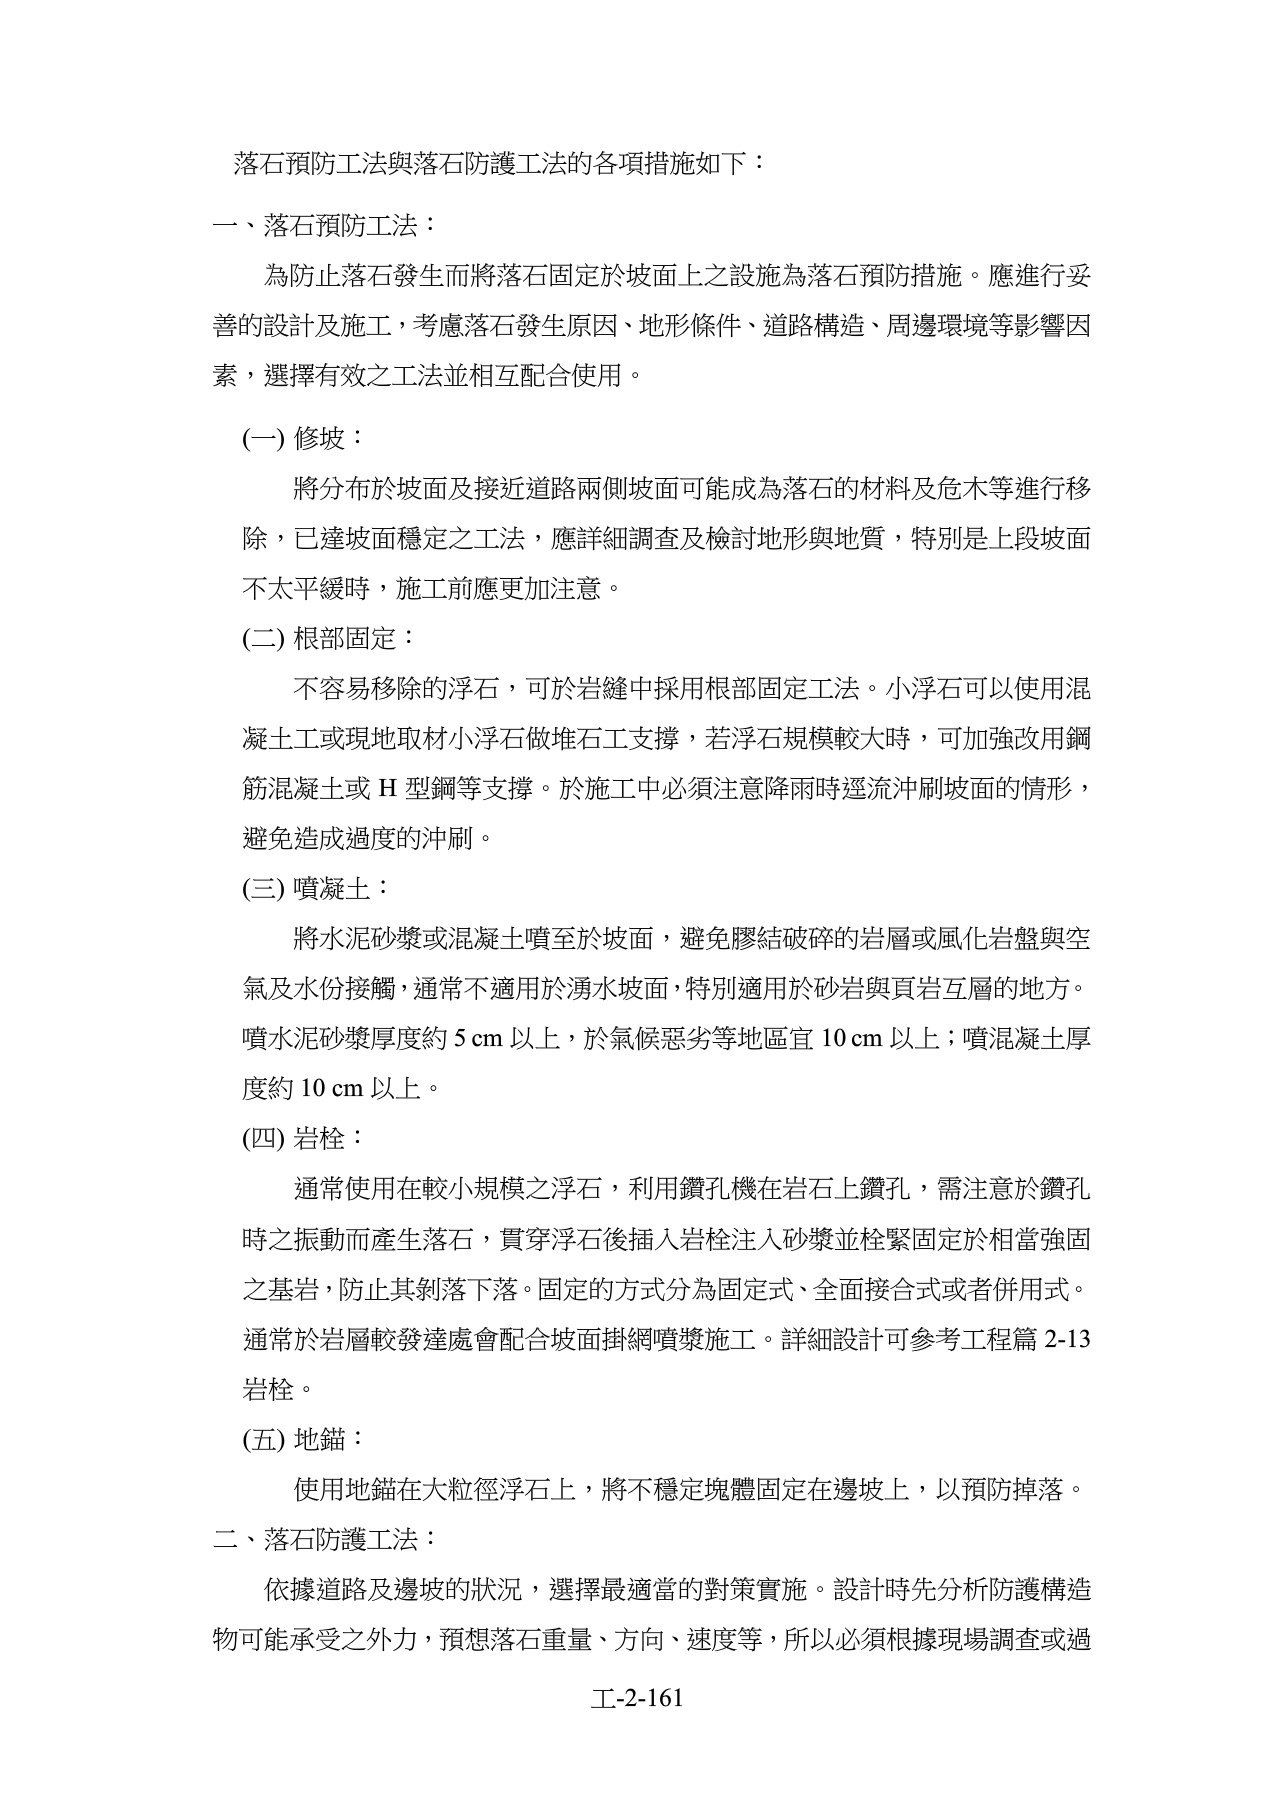 落石預防工法與落石防護工法的各項措施如下：
一、落石預防工法：
為防止落石發生而將落石固定於坡面上之設施為落石預防措施。應進行妥
善的設計及施工，考慮落石發生原因、地形條件、道路構造、周邊環境等影響因
素，選擇有效之工法並相互配合使用。
(一) 修坡：
將分布於坡面及接近道路兩側坡面可能成為落石的材料及危木等進行移
除，已達坡面穩定之工法，應詳細調查及檢討地形與地質，特別是上段坡面
不太平緩時，施工前應更加注意。
(二) 根部固定：
不容易移除的浮石，可於岩縫中採用根部固定工法。小浮石可以使用混
凝土工或現地取材小浮石做堆石工支撐，若浮石規模較大時，可加強改用鋼
筋混凝土或 H 型鋼等支撐。於施工中必須注意降雨時逕流沖刷坡面的情形，
避免造成過度的沖刷。
(三) 噴凝土：
將水泥砂漿或混凝土噴至於坡面，避免膠結破碎的岩層或風化岩盤與空
氣及水份接觸，通常不適用於湧水坡面，特別適用於砂岩與頁岩互層的地方。
噴水泥砂漿厚度約 5 cm 以上，於氣候惡劣等地區宜 10 cm 以上；噴混凝土厚
度約 10 cm 以上。
(四) 岩栓：
通常使用在較小規模之浮石，利用鑽孔機在岩石上鑽孔，需注意於鑽孔
時之振動而產生落石，貫穿浮石後插入岩栓注入砂漿並栓緊固定於相當強固
之基岩，防止其剝落下落。固定的方式分為固定式、全面接合式或者併用式。
通常於岩層較發達處會配合坡面掛網噴漿施工。詳細設計可參考工程篇 2-13
岩栓。
(五) 地錨：
使用地錨在大粒徑浮石上，將不穩定塊體固定在邊坡上，以預防掉落。
二、落石防護工法：
依據道路及邊坡的狀況，選擇最適當的對策實施。設計時先分析防護構造
物可能承受之外力，預想落石重量、方向、速度等，所以必須根據現場調查或過
工-2-161